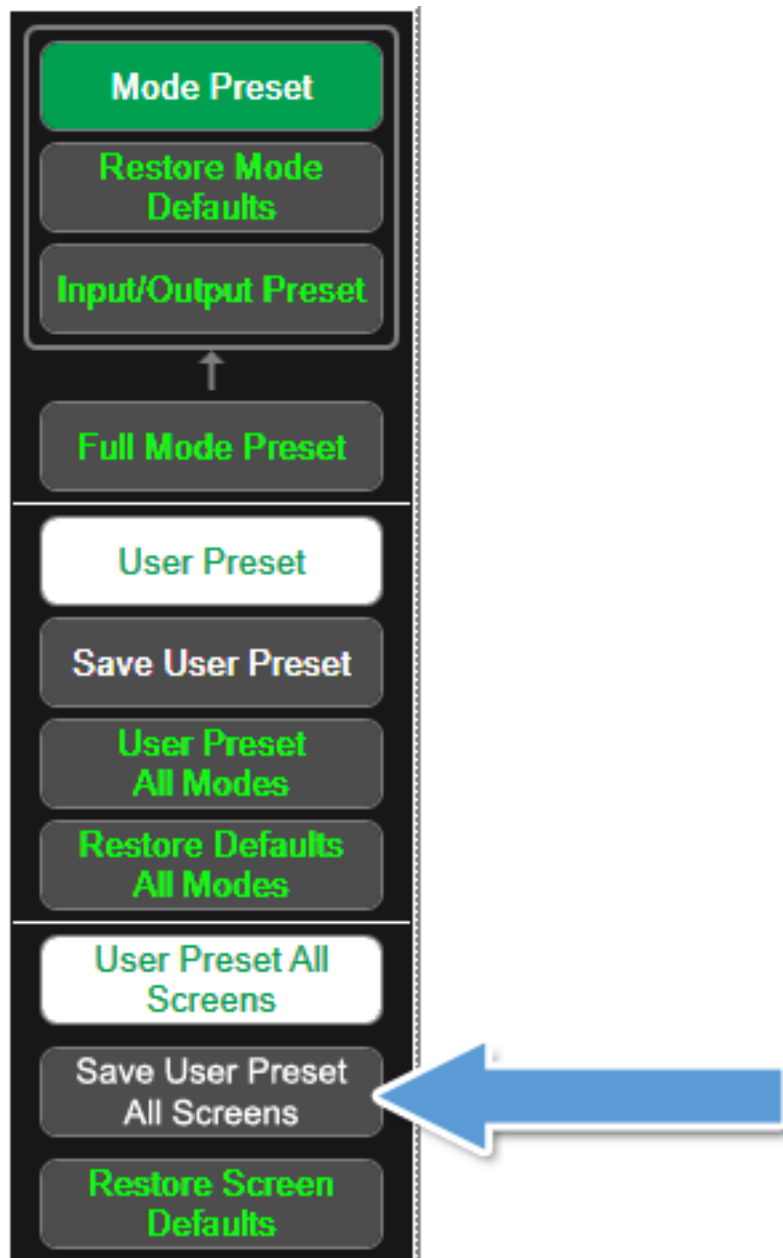 Mode Preset
Restore Mode
Defaults
Input/Output Preset
Full Mode Preset
User Preset
Save User Preset
User Preset
All Modes
Restore Defaults
All Modes
User Preset All
Screens
Save User Preset
All Screens
Restore Screen
Defaults